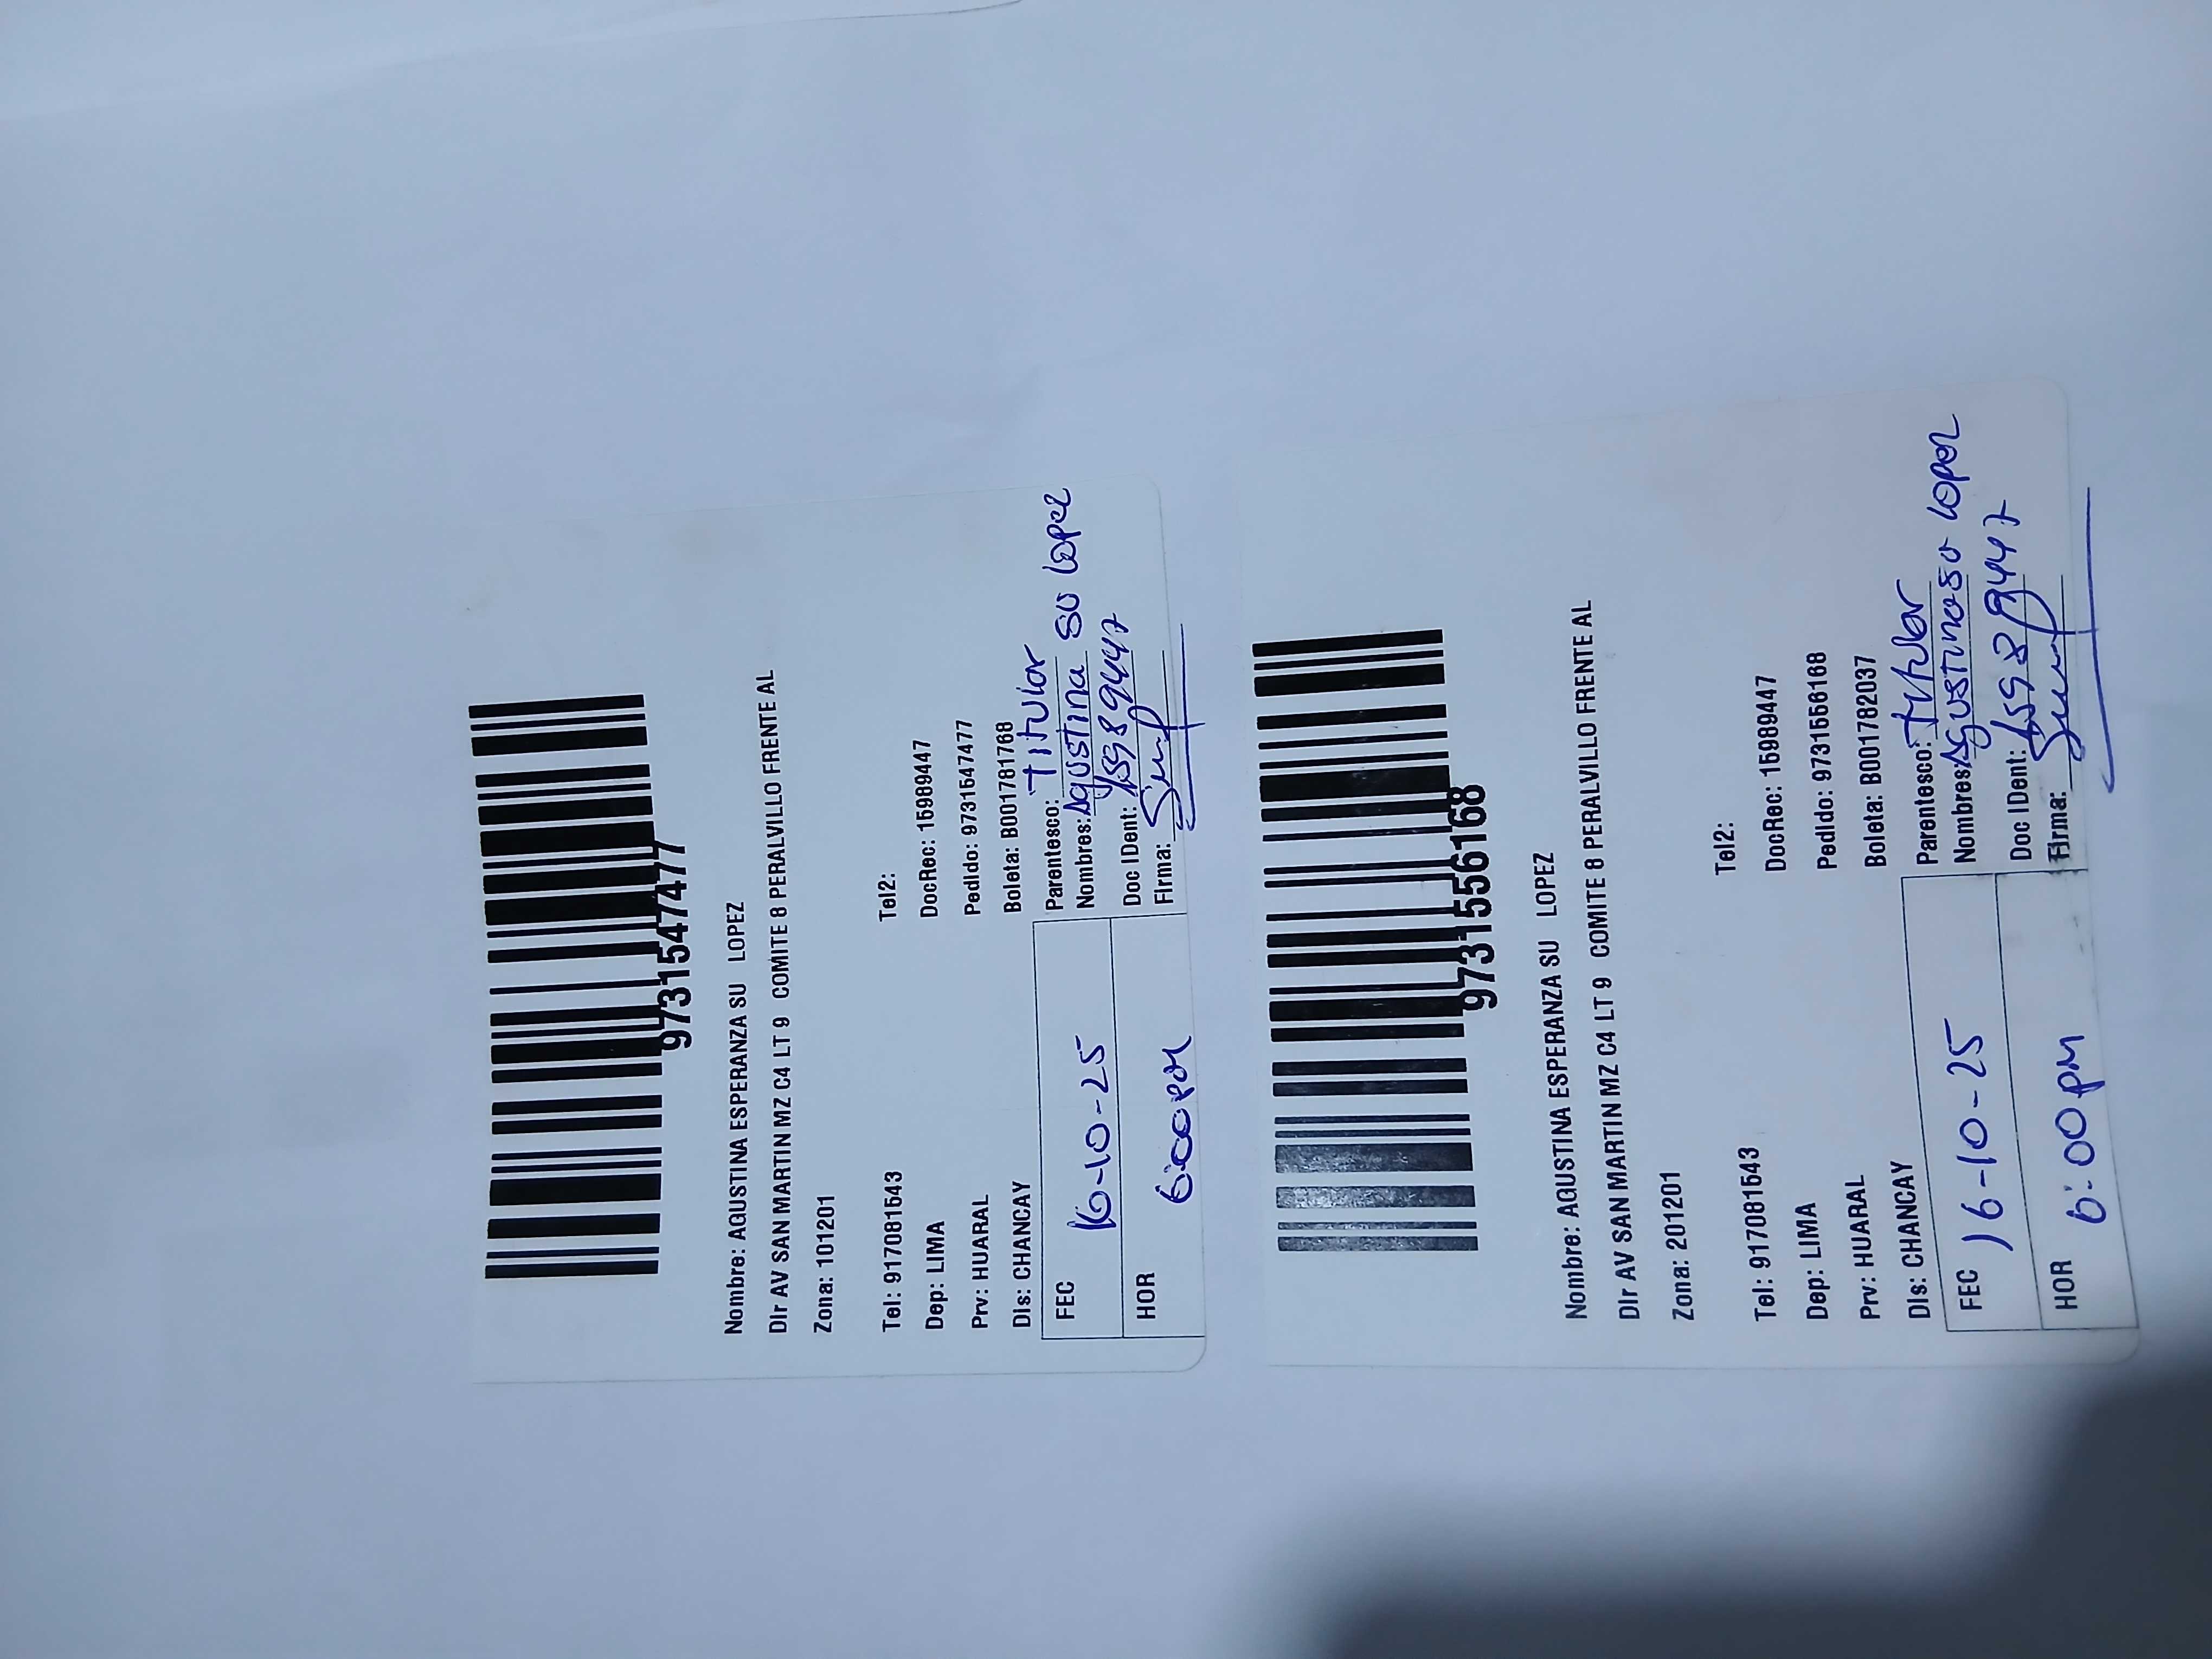 9731547477
Nombre: AGUSTINA ESPERANZA SU LOPEZ
Dir AV SAN MARTIN MZ C4 LT 9 COMITE 8 PERALVILLO FRENTE AL
Zona: 101201
Tel: 917081543 Tel2:
Dep: LIMA DocRec: 15989447
Prv: HUARAL Pedido: 9731547477
Dis: CHANCAY Boleta: B001781768
FEC 16-10-25 Parentesco: Titular
Nombres: Agustina su Lopez
HOR 6:00pm Doc IDent: 15989447
Firma:
9731556168
Nombre: AGUSTINA ESPERANZA SU LOPEZ
Dir AV SAN MARTIN MZ C4 LT 9 COMITE 8 PERALVILLO FRENTE AL
Zona: 201201
Tel: 917081543 Tel2:
Dep: LIMA DocRec: 15989447
Prv: HUARAL Pedido: 9731556168
Dis: CHANCAY Boleta: B001782037
FEC 16-10-25 Parentesco: titular
Nombres: Agustina su Lopez
HOR 6:00pm Doc IDent: 15989447
Firma: